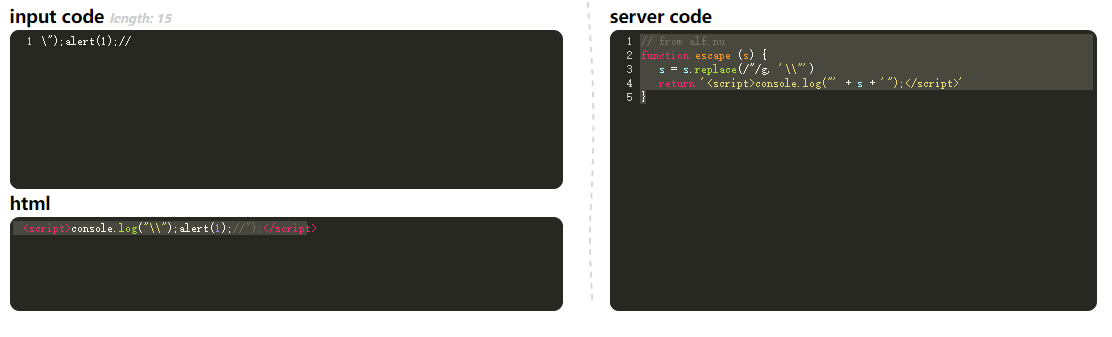 input code length: 15
1 \");alert(1);//
html
<script>console.log("\\");alert(1);//");</script>
server code
1 // from alf.nu
2 function escape (s) {
3 s = s.replace(/"/g, '\\"')
4 return '<script>console.log("' + s + '");</script>'
5 }